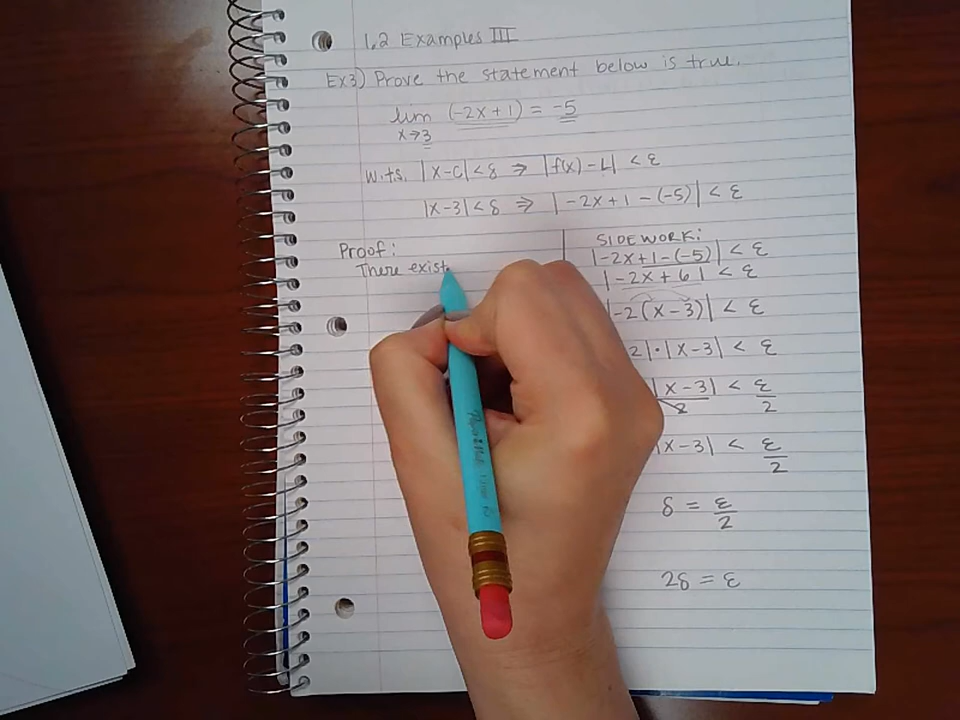 1.2 Examples III
Ex3) Prove the statement below is true.
lim (-2x+1) = -5
x→3
W.t.s. |x-c|<δ ⇒ |f(x)-L| < ε
|x-3|<δ ⇒ |-2x+1-(-5)| < ε
Proof:
There exist
SIDEWORK:
|-2x+1-(-5)| < ε
|-2x+6| < ε
|-2(x-3)| < ε
2|·|x-3| < ε
|x-3| < ε/2
2
|x-3| < ε/2
δ = ε/2
2δ = ε